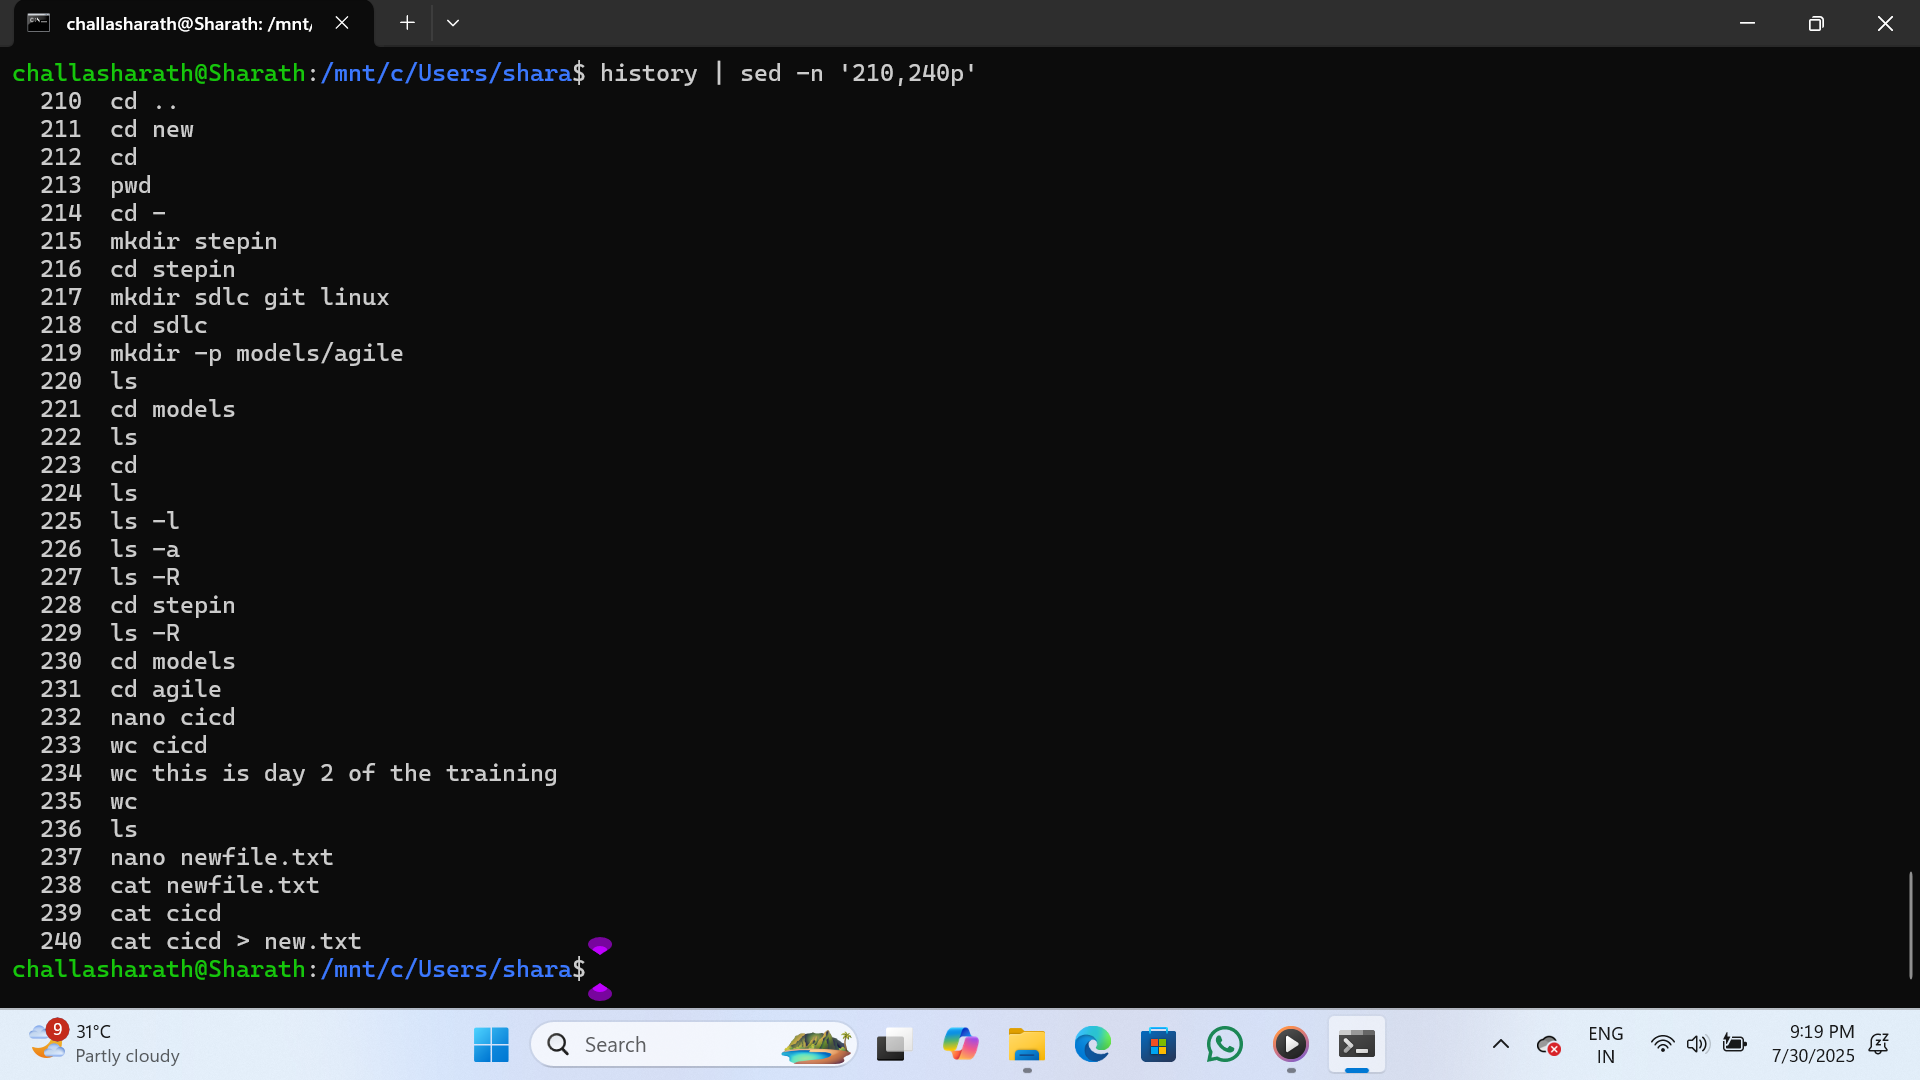 challasharath@Sharath: /mnt/
challasharath@Sharath:/mnt/c/Users/shara$ history | sed -n '210,240p'
210 cd ..
211 cd new
212 cd
213 pwd
214 cd -
215 mkdir stepin
216 cd stepin
217 mkdir sdlc git linux
218 cd sdlc
219 mkdir -p models/agile
220 ls
221 cd models
222 ls
223 cd
224 ls
225 ls -l
226 ls -a
227 ls -R
228 cd stepin
229 ls -R
230 cd models
231 cd agile
232 nano cicd
233 wc cicd
234 wc this is day 2 of the training
235 wc
236 ls
237 nano newfile.txt
238 cat newfile.txt
239 cat cicd
240 cat cicd > new.txt
challasharath@Sharath:/mnt/c/Users/shara$
9
31°C
Partly cloudy
Search
ENG
IN
9:19 PM
7/30/2025